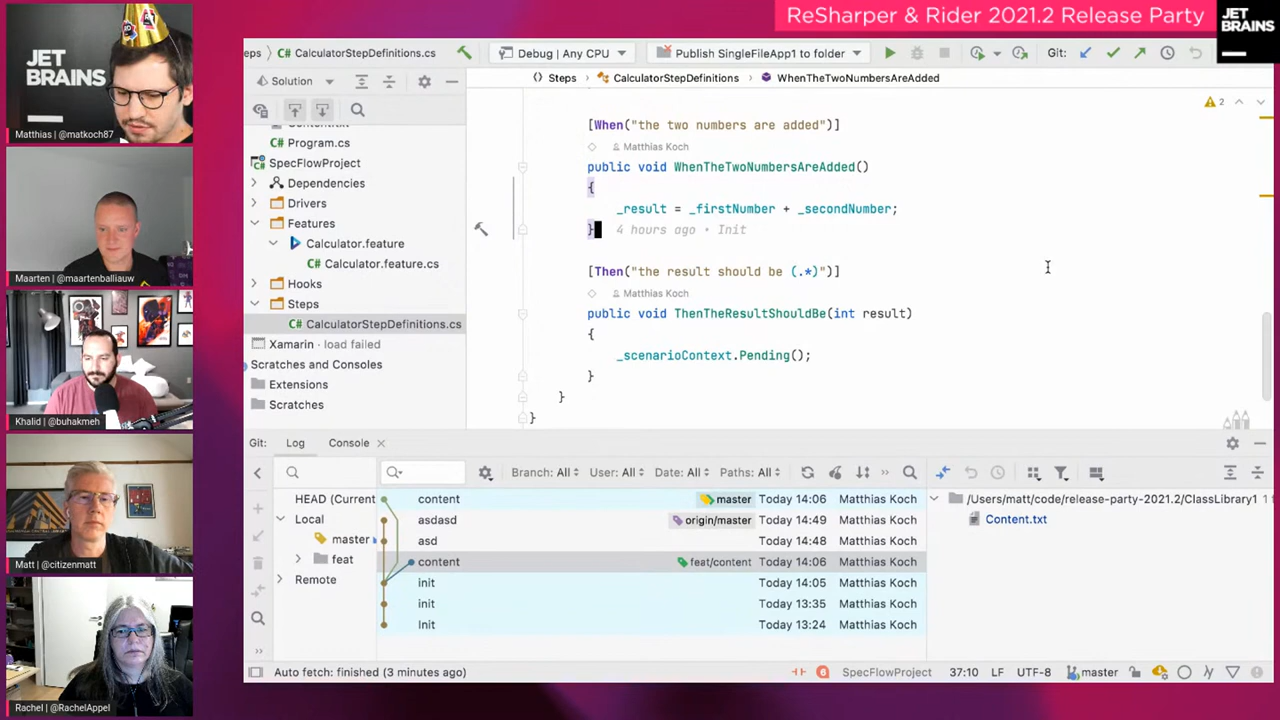 ReSharper & Rider 2021.2 Release Party
JET
BRAINS
JET
BRAINS
Matthias | @matkoch87
Maarten | @maartenballiauw
Khalid | @buhakmeh
Matt | @citizenmatt
Rachel | @RachelAppel
eps CalculatorStepDefinitions.cs Debug | Any CPU Publish SingleFileApp1 to folder Git:
Solution
Steps CalculatorStepDefinitions WhenTheTwoNumbersAreAdded
Program.cs
SpecFlowProject
Dependencies
Drivers
Features
Calculator.feature
Calculator.feature.cs
Hooks
Steps
CalculatorStepDefinitions.cs
Xamarin · load failed
Scratches and Consoles
Extensions
Scratches
2
[When("the two numbers are added")]
Matthias Koch
public void WhenTheTwoNumbersAreAdded()
{
_result = _firstNumber + _secondNumber;
} 4 hours ago • Init
[Then("the result should be (.*)")]
Matthias Koch
public void ThenTheResultShouldBe(int result)
{
_scenarioContext.Pending();
}
}
}
Git: Log Console
Branch: All User: All Date: All Paths: All
HEAD (Current
Local
master
feat
Remote
content master Today 14:06 Matthias Koch
asdasd origin/master Today 14:49 Matthias Koch
asd Today 14:48 Matthias Koch
content feat/content Today 14:06 Matthias Koch
init Today 14:05 Matthias Koch
init Today 13:35 Matthias Koch
Init Today 13:24 Matthias Koch
/Users/matt/code/release-party-2021.2/ClassLibrary1 1
Content.txt
Auto fetch: finished (3 minutes ago) SpecFlowProject 37:10 LF UTF-8 master